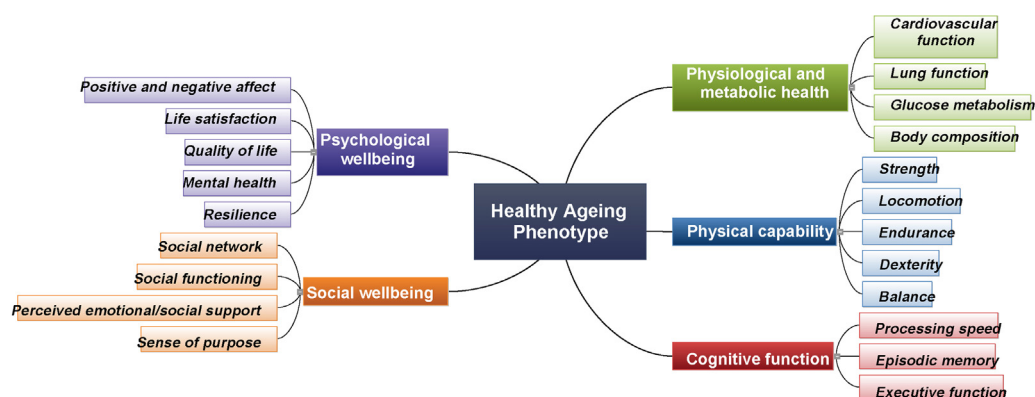 Healthy Ageing
Phenotype
Psychological
wellbeing
Positive and negative affect
Life satisfaction
Quality of life
Mental health
Resilience
Social wellbeing
Social network
Social functioning
Perceived emotional/social support
Sense of purpose
Physiological and
metabolic health
Cardiovascular
function
Lung function
Glucose metabolism
Body composition
Physical capability
Strength
Locomotion
Endurance
Dexterity
Balance
Cognitive function
Processing speed
Episodic memory
Executive function